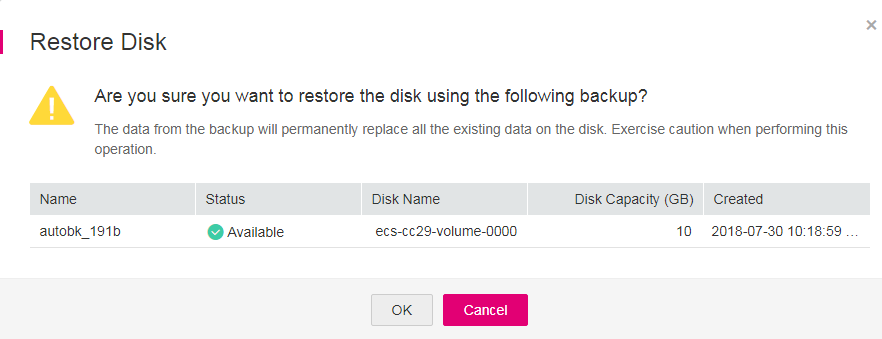 ×
Restore Disk
Are you sure you want to restore the disk using the following backup?
The data from the backup will permanently replace all the existing data on the disk. Exercise caution when performing this
operation.
Name Status Disk Name Disk Capacity (GB) Created
autobk_191b Available ecs-cc29-volume-0000 10 2018-07-30 10:18:59 ...
OK Cancel